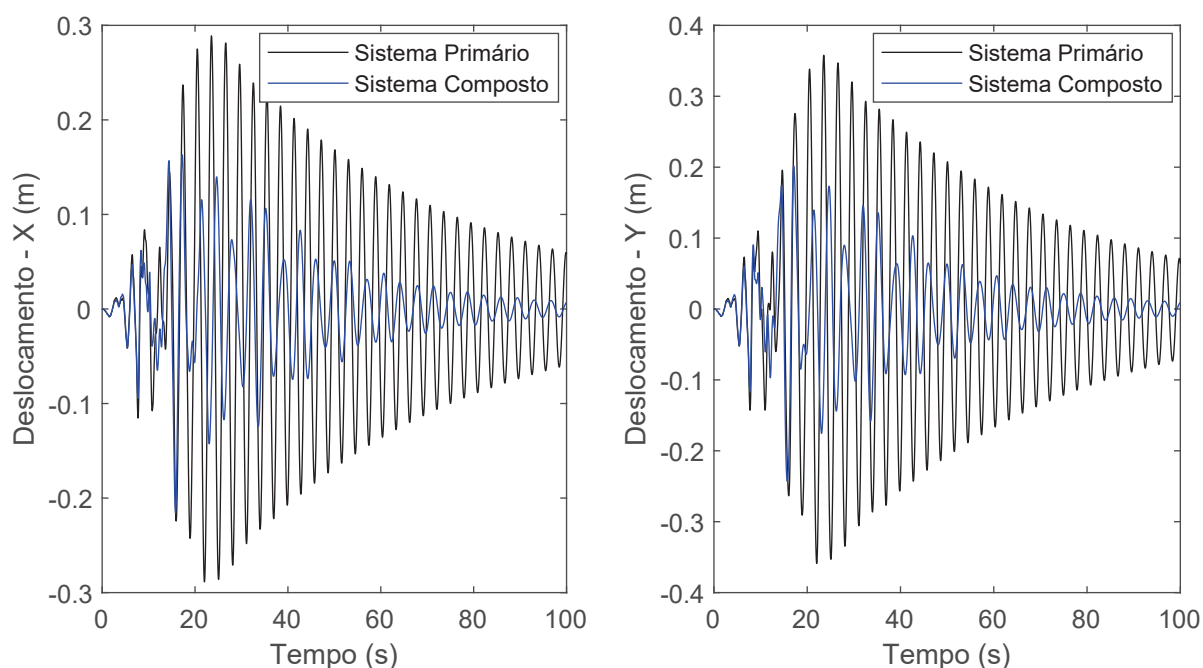 0.3
0.2
0.1
0
-0.1
-0.2
-0.3
Deslocamento - X (m)
Sistema Primário
Sistema Composto
0 20 40 60 80 100
Tempo (s)
0.4
0.3
0.2
0.1
0
-0.1
-0.2
-0.3
-0.4
Deslocamento - Y (m)
Sistema Primário
Sistema Composto
0 20 40 60 80 100
Tempo (s)